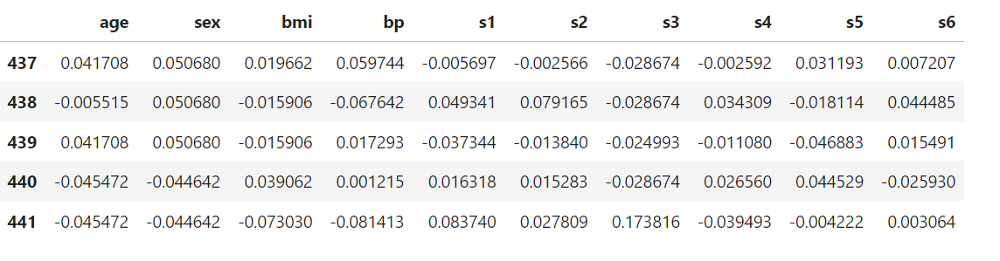 age sex bmi bp s1 s2 s3 s4 s5 s6
437 0.041708 0.050680 0.019662 0.059744 -0.005697 -0.002566 -0.028674 -0.002592 0.031193 0.007207
438 -0.005515 0.050680 -0.015906 -0.067642 0.049341 0.079165 -0.028674 0.034309 -0.018114 0.044485
439 0.041708 0.050680 -0.015906 0.017293 -0.037344 -0.013840 -0.024993 -0.011080 -0.046883 0.015491
440 -0.045472 -0.044642 0.039062 0.001215 0.016318 0.015283 -0.028674 0.026560 0.044529 -0.025930
441 -0.045472 -0.044642 -0.073030 -0.081413 0.083740 0.027809 0.173816 -0.039493 -0.004222 0.003064